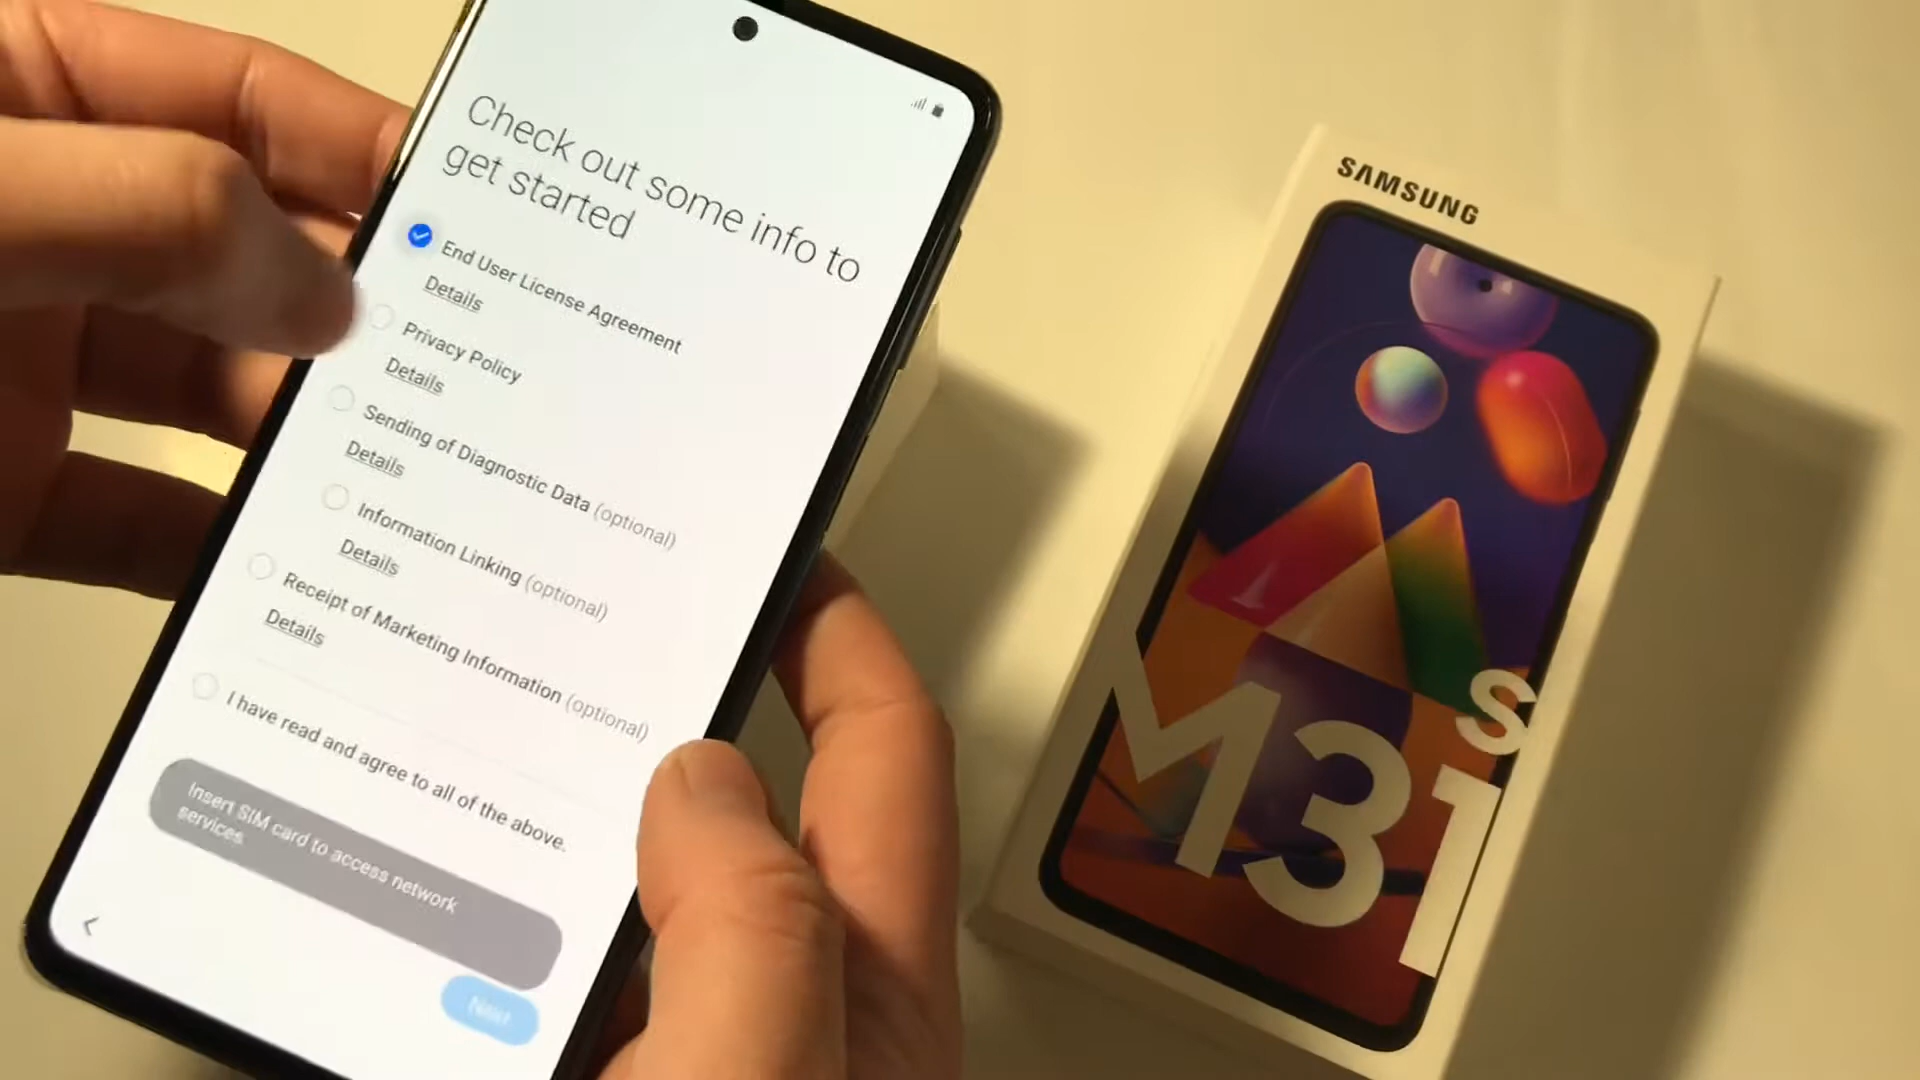 Check out some info to
get started
End User License Agreement
Details
Privacy Policy
Details
Sending of Diagnostic Data (optional)
Details
Information Linking (optional)
Details
Receipt of Marketing Information (optional)
Details
I have read and agree to all of the above.
Insert SIM card to access network
services.
Next
SAMSUNG
M31s